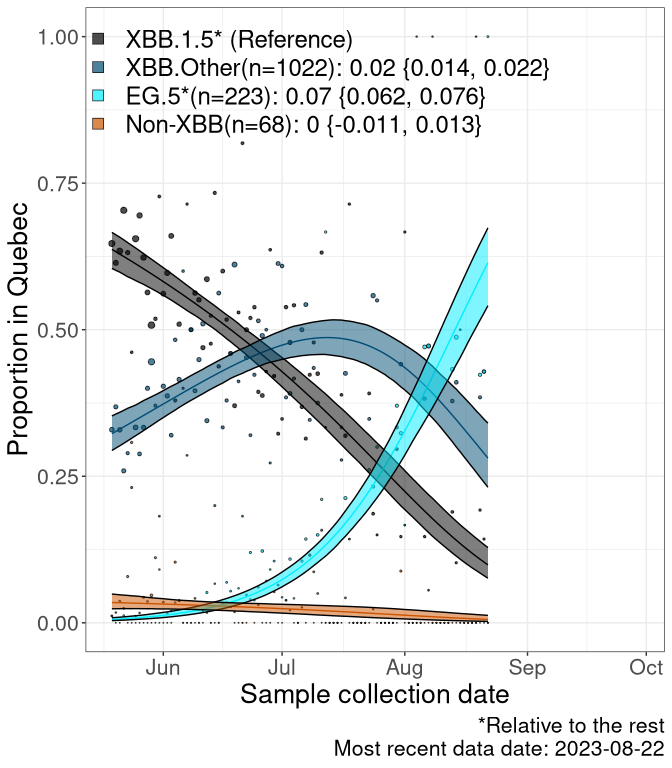 1.00
0.75
0.50
0.25
0.00
Proportion in Quebec
XBB.1.5* (Reference)
XBB.Other(n=1022): 0.02 {0.014, 0.022}
EG.5*(n=223): 0.07 {0.062, 0.076}
Non-XBB(n=68): 0 {-0.011, 0.013}
Jun Jul Aug Sep Oct
Sample collection date
*Relative to the rest
Most recent data date: 2023-08-22